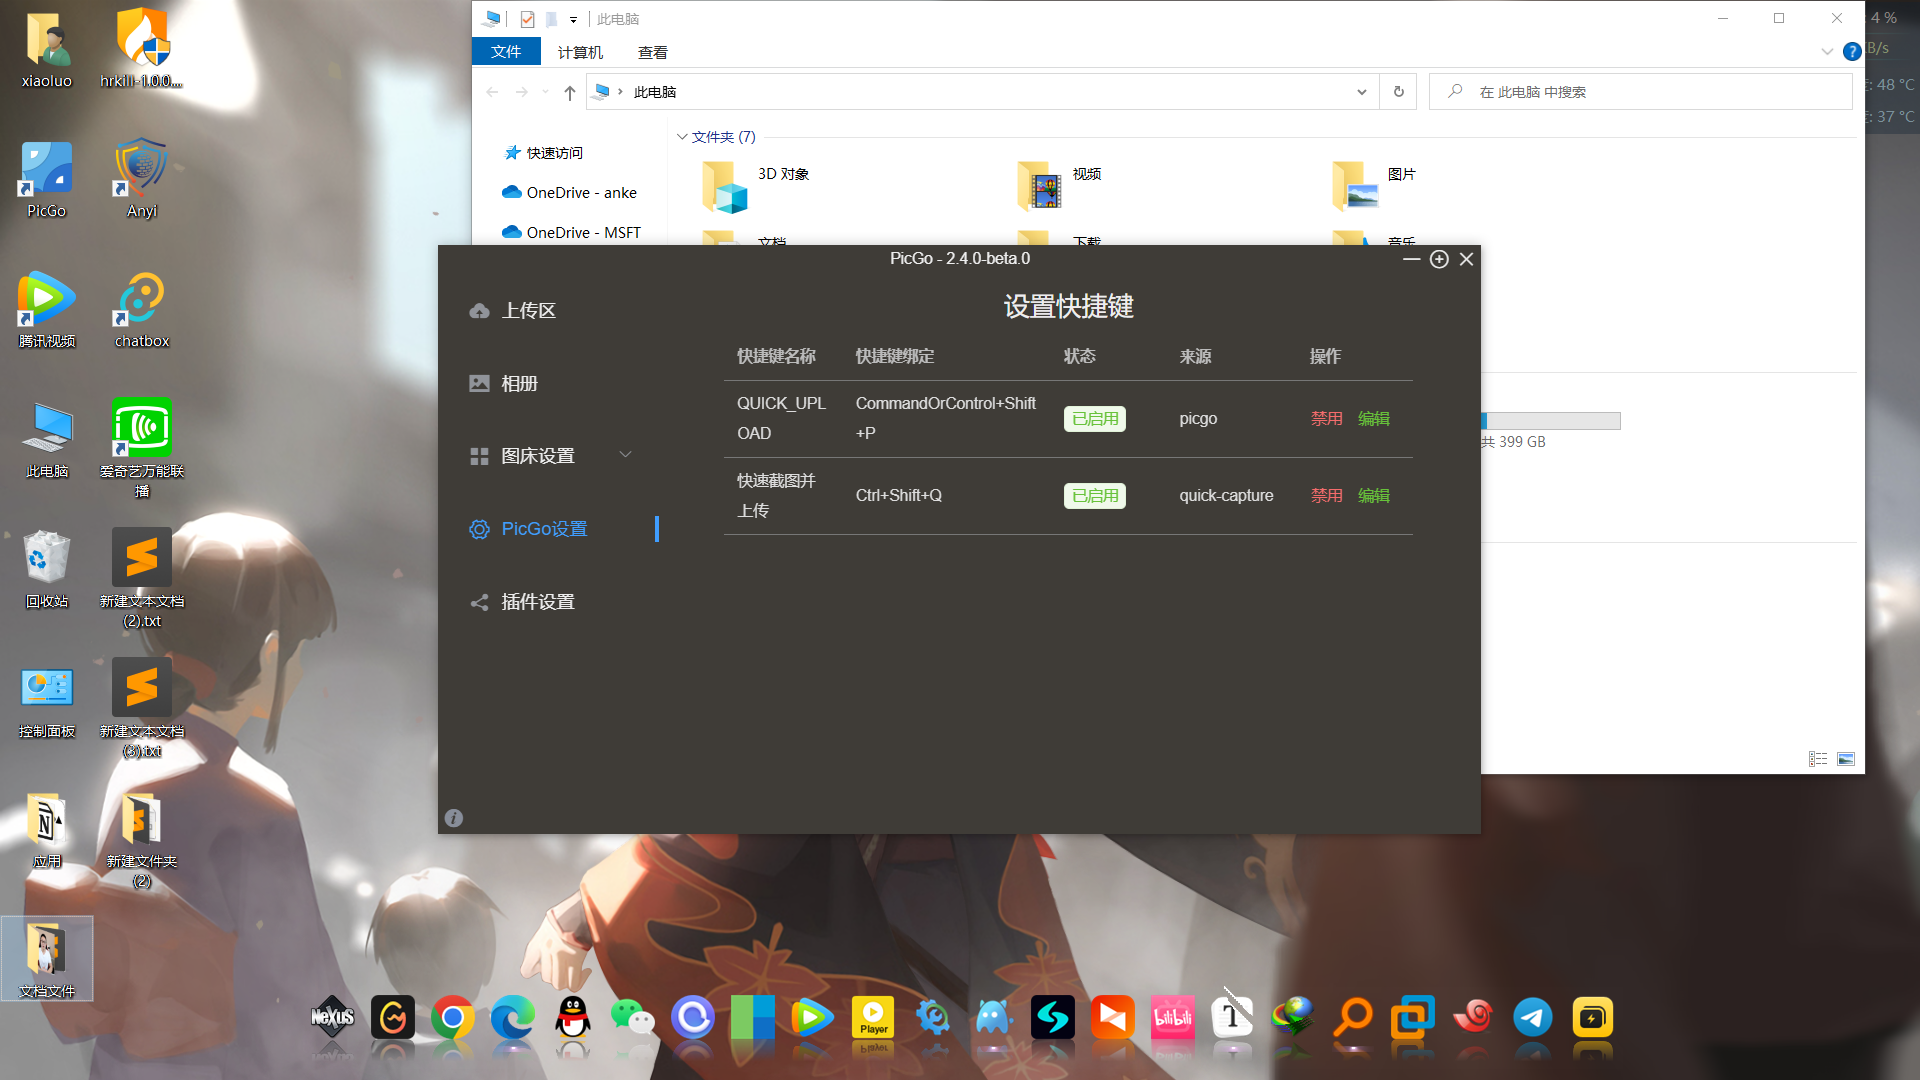 xiaoluo
hrkill-1.0.0....
PicGo
Anyi
腾讯视频
chatbox
此电脑
爱奇艺万能联
播
回收站
新建文本文档
(2).txt
控制面板
新建文本文档
(3).txt
应用
新建文件夹
(2)
文档文件
此电脑
文件
计算机
查看
此电脑
在 此电脑 中搜索
快速访问
OneDrive - anke
OneDrive - MSFT
文件夹 (7)
3D 对象
视频
图片
文档
下载
音乐
共 399 GB
4 %
B/s
: 48 °C
: 37 °C
PicGo - 2.4.0-beta.0
上传区
相册
图床设置
PicGo设置
插件设置
设置快捷键
快捷键名称 快捷键绑定 状态 来源 操作
QUICK_UPL
OAD
CommandOrControl+Shift
+P
已启用
picgo
禁用 编辑
快速截图并
上传
Ctrl+Shift+Q
已启用
quick-capture
禁用 编辑
NeXuS
Player
bilibili
T